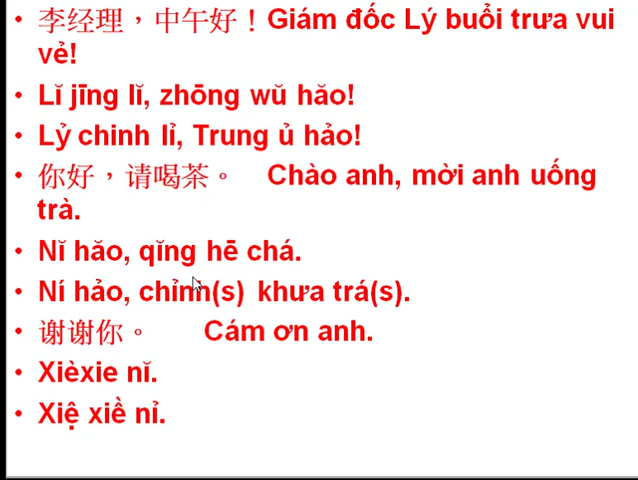 • 李经理，中午好！Giám đốc Lý buổi trưa vui
vẻ!
• Lǐ jīng lǐ, zhōng wǔ hǎo!
• Lỷ chinh lỉ, Trung ủ hảo!
• 你好，请喝茶。 Chào anh, mời anh uống
trà.
• Nǐ hǎo, qǐng hē chá.
• Ní hảo, chỉnh(s) khưa trá(s).
• 谢谢你。 Cám ơn anh.
• Xièxie nǐ.
• Xiệ xiề nỉ.